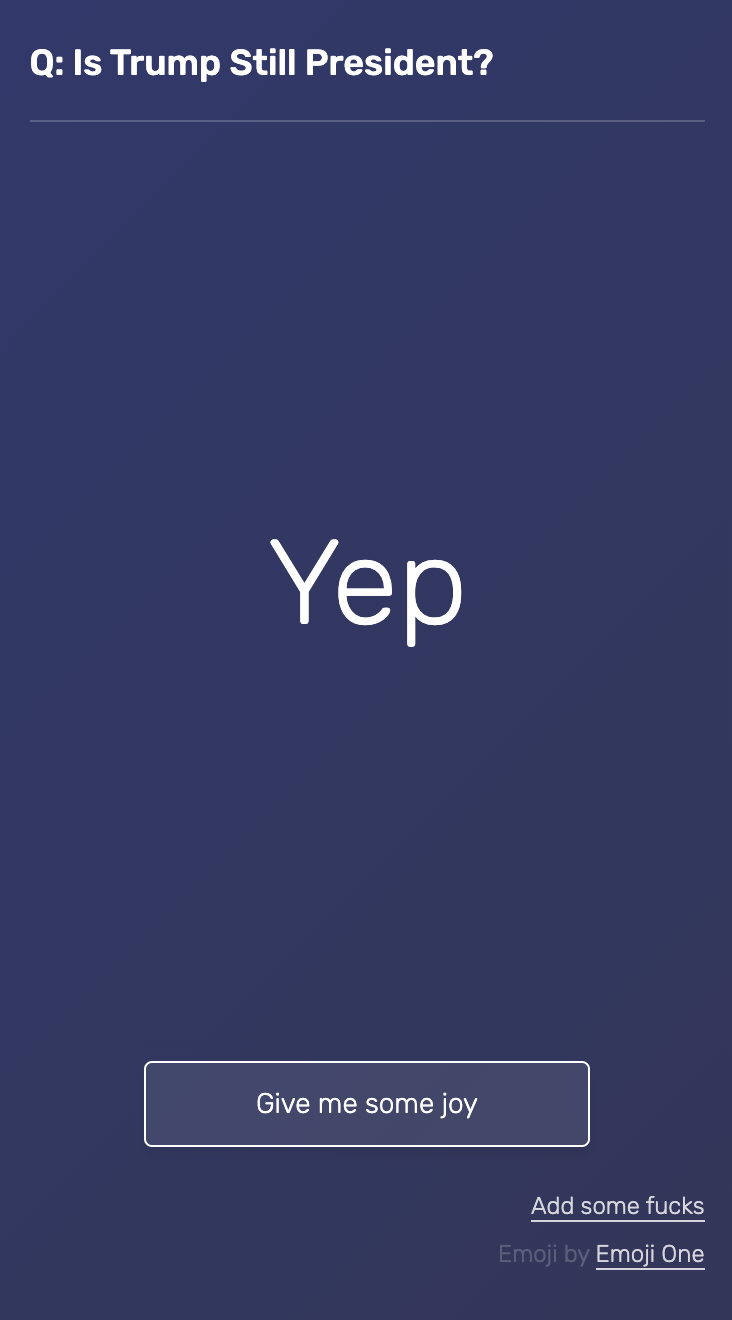 Q: Is Trump Still President?
Yep
Give me some joy
Add some fucks
Emoji by Emoji One